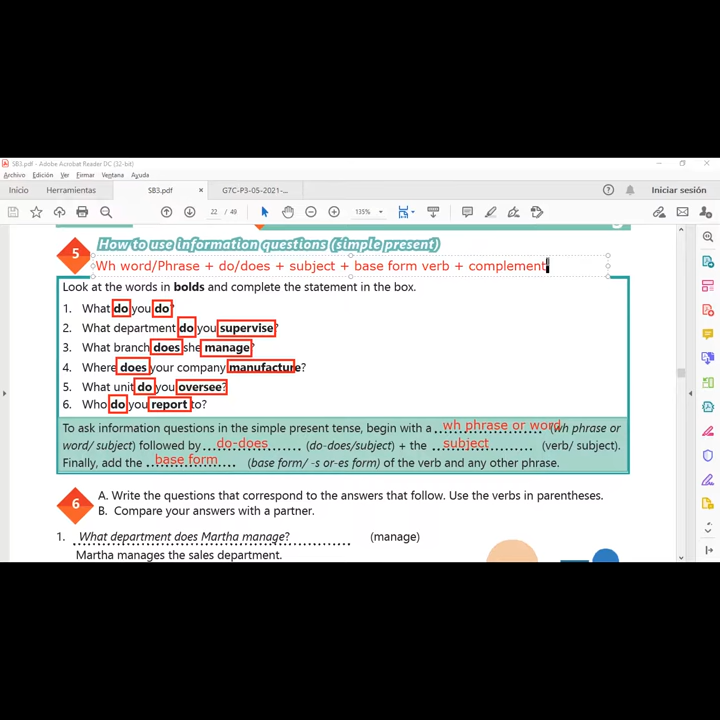 SB3.pdf - Adobe Acrobat Reader DC (32-bit)
Archivo Edición Ver Firmar Ventana Ayuda
Inicio Herramientas SB3.pdf × G7C-P3-05-2021-... Iniciar sesión
22 / 49 135%
5 How to use information questions (simple present)
Wh word/Phrase + do/does + subject + base form verb + complement
Look at the words in bolds and complete the statement in the box.
1. What do you do?
2. What department do you supervise?
3. What branch does she manage?
4. Where does your company manufacture?
5. What unit do you oversee?
6. Who do you report to?
To ask information questions in the simple present tense, begin with a wh phrase or word (wh phrase or
word/ subject) followed by do-does (do-does/subject) + the subject (verb/ subject).
Finally, add the base form (base form/ -s or-es form) of the verb and any other phrase.
6 A. Write the questions that correspond to the answers that follow. Use the verbs in parentheses.
B. Compare your answers with a partner.
1. What department does Martha manage? (manage)
Martha manages the sales department.